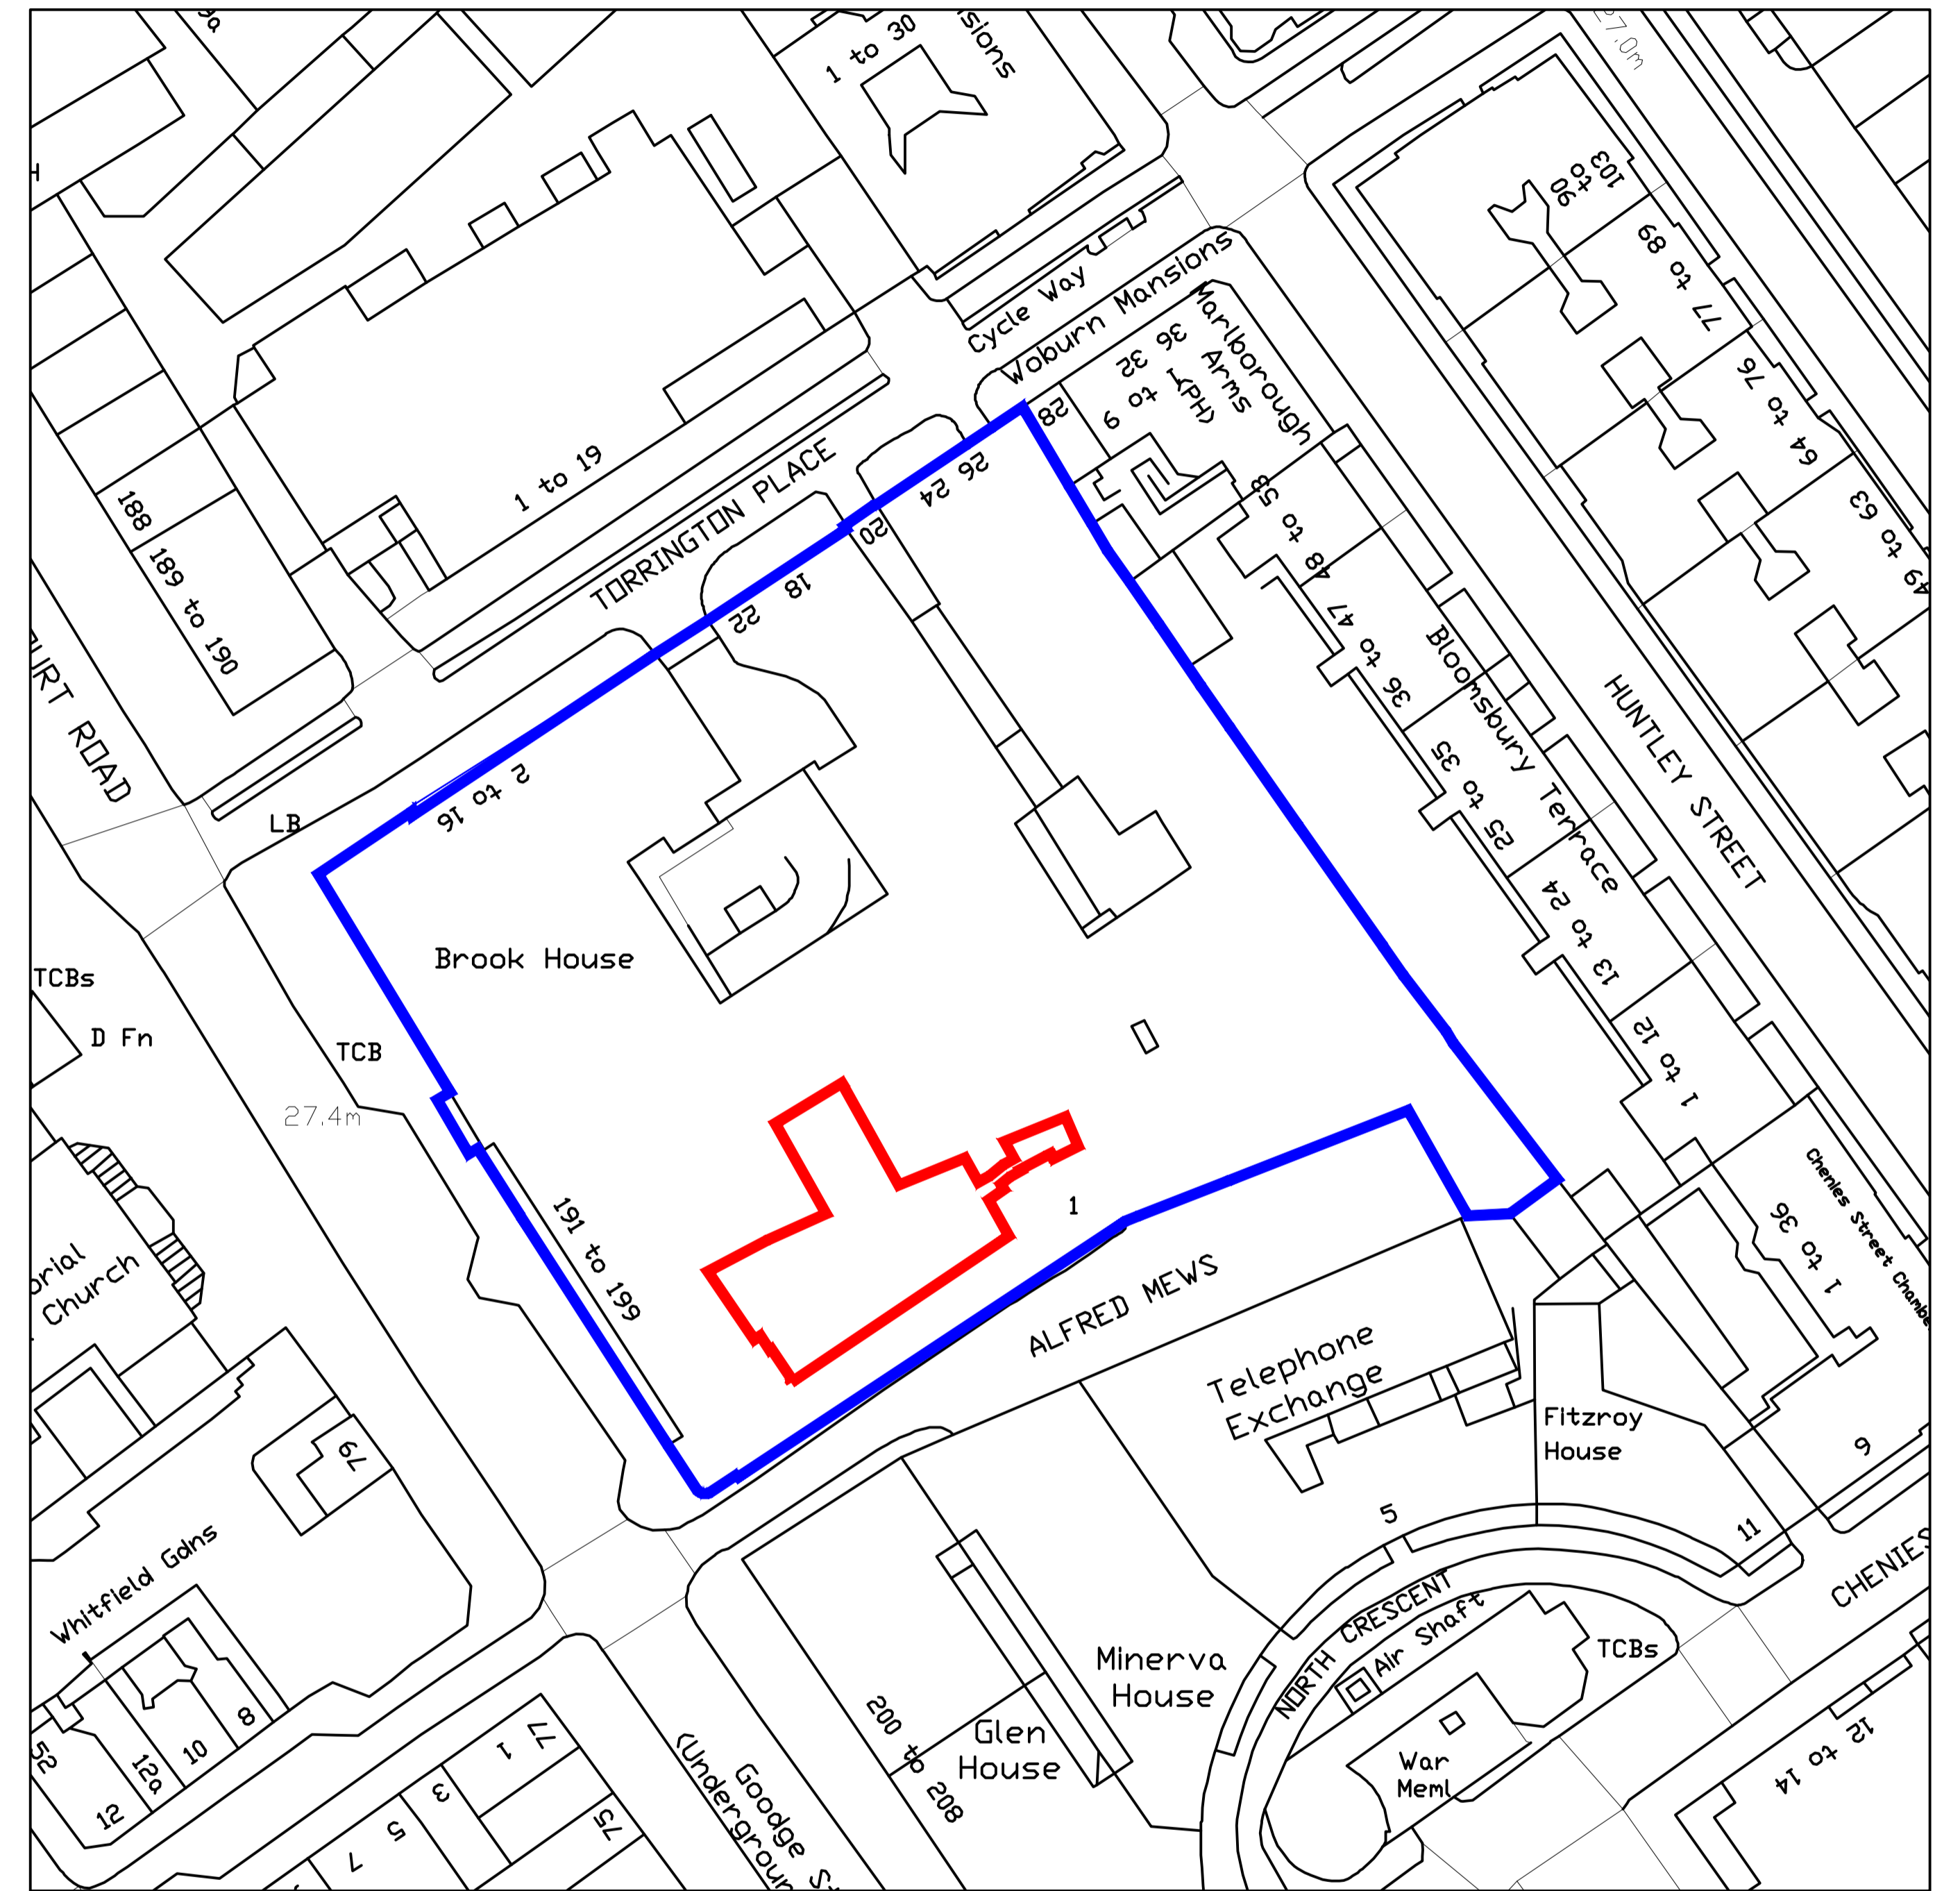 1 to 30
sions
27.0m
H
90 to 103
77 to 89
64 to 76
49 to 63
Cycle Way
Woburn Mansions
Marlborough
Arms
(PH)
36
32
1 to 9
28
26
24
20
18
22
2 to 16
TORRINGTON PLACE
1 to 19
188
189 to 190
URT ROAD
LB
48 to 53
36 to 47
25 to 35
13 to 24
1 to 12
Bloomsbury Terrace
HUNTLEY STREET
Brook House
TCBs
D Fn
TCB
27.4m
191 to 199
1
ALFRED MEWS
1 to 36
Chenies Street Chambe
orial
Church
Telephone
Exchange
Fitzroy
House
9
79
5
11
CHENIES
Whitfield Gdns
NORTH CRESCENT
Air Shaft
TCBs
Minerva
House
Glen
House
War
Meml
200 to 208
12 to 14
52
12
12a
10
8
77
1
3
5
7
75
Goodge S
(Undergroun